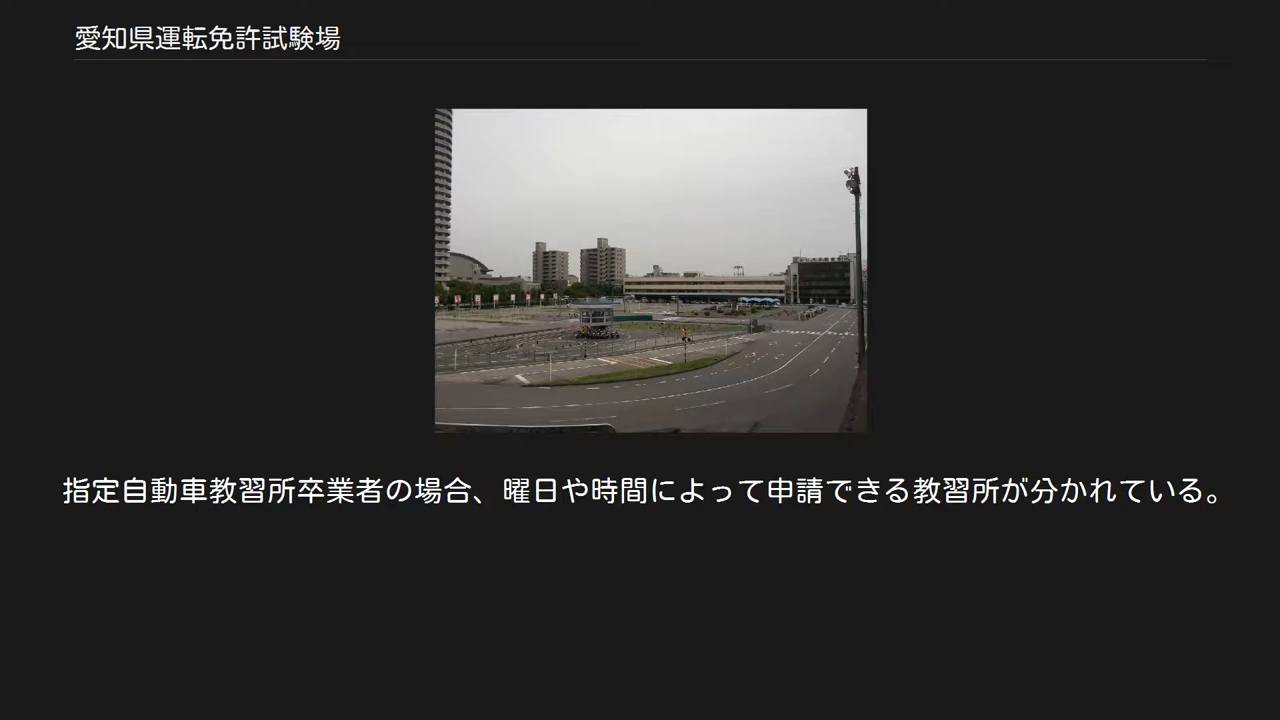 愛知県運転免許試験場
指定自動車教習所卒業者の場合、曜日や時間によって申請できる教習所が分かれている。